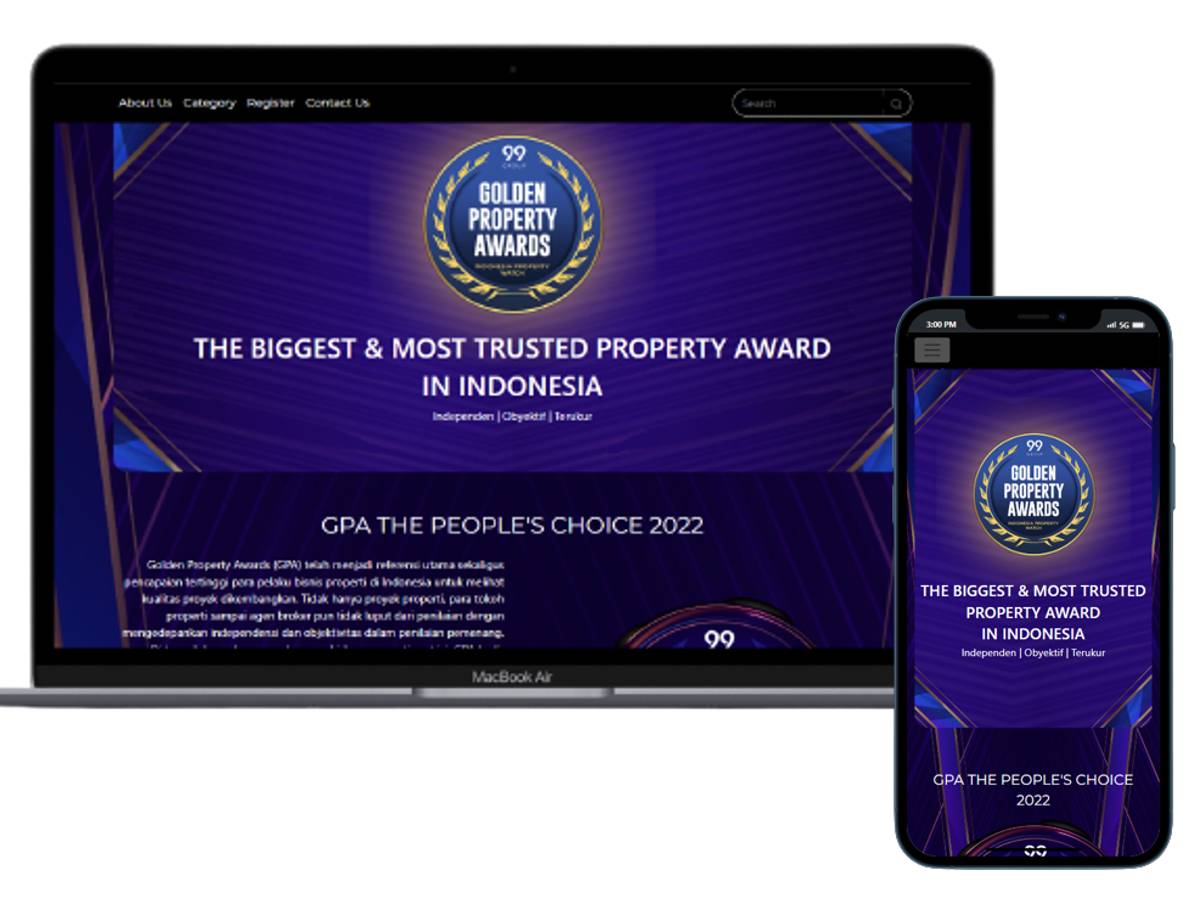 About Us Category Register Contact Us
Search
99
GROUP
GOLDEN
PROPERTY
AWARDS
INDONESIA PROPERTY
WATCH
THE BIGGEST & MOST TRUSTED PROPERTY AWARD
IN INDONESIA
Independen | Obyektif | Terukur
GPA THE PEOPLE'S CHOICE 2022
Golden Property Awards (GPA) telah menjadi referensi utama sekaligus
pencapaian tertinggi para pelaku bisnis properti di Indonesia untuk melihat
kualitas proyek dikembangkan. Tidak hanya proyek properti, para tokoh
properti sampai agen broker pun tidak luput dari penilaian dengan
mengedepankan independensi dan objektivitas dalam penilaian pemenang.
99
MacBook Air
3:00 PM
5G
99
GROUP
GOLDEN
PROPERTY
AWARDS
INDONESIA PROPERTY
WATCH
THE BIGGEST & MOST TRUSTED
PROPERTY AWARD
IN INDONESIA
Independen | Obyektif | Terukur
GPA THE PEOPLE'S CHOICE
2022
99